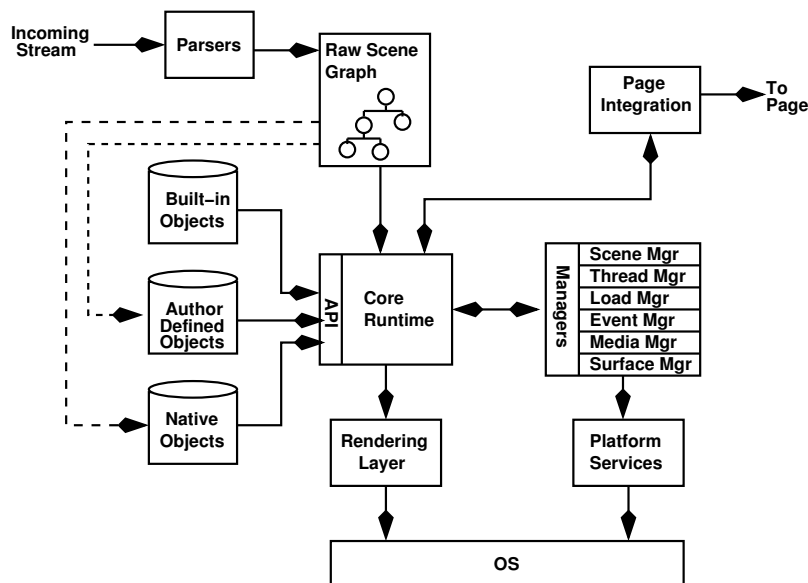 Incoming
Stream
Parsers
Raw Scene
Graph
Page
Integration
To
Page
Built–in
Objects
Author
Defined
Objects
Native
Objects
API
Core
Runtime
Managers
Scene Mgr
Thread Mgr
Load Mgr
Event Mgr
Media Mgr
Surface Mgr
Rendering
Layer
Platform
Services
OS